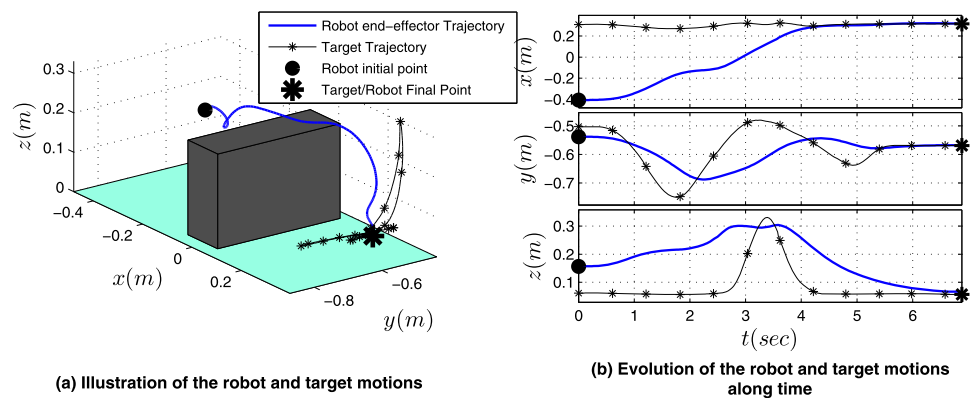 Robot end-effector Trajectory
Target Trajectory
Robot initial point
Target/Robot Final Point
0.3
0.2
0.1
0
z(m)
−0.4
−0.2
0
0.2
x(m)
−0.8
−0.6
y(m)
(a) Illustration of the robot and target motions
0.2
0
−0.2
−0.4
x(m)
−0.5
−0.6
−0.7
y(m)
0.3
0.2
0.1
z(m)
0 1 2 3 4 5 6
t(sec)
(b) Evolution of the robot and target motions
along time